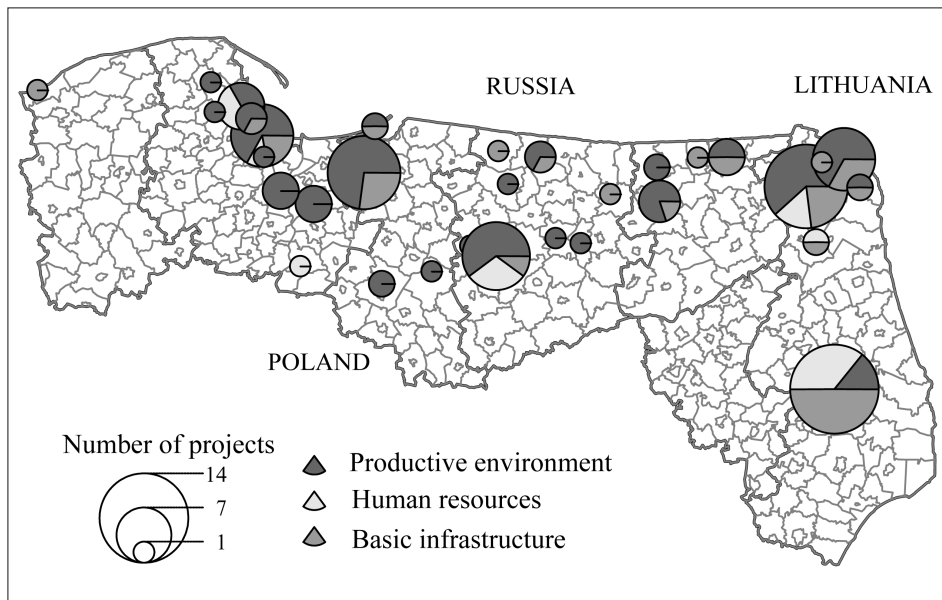 RUSSIA
LITHUANIA
POLAND
Number of projects
14
7
1
Productive environment
Human resources
Basic infrastructure